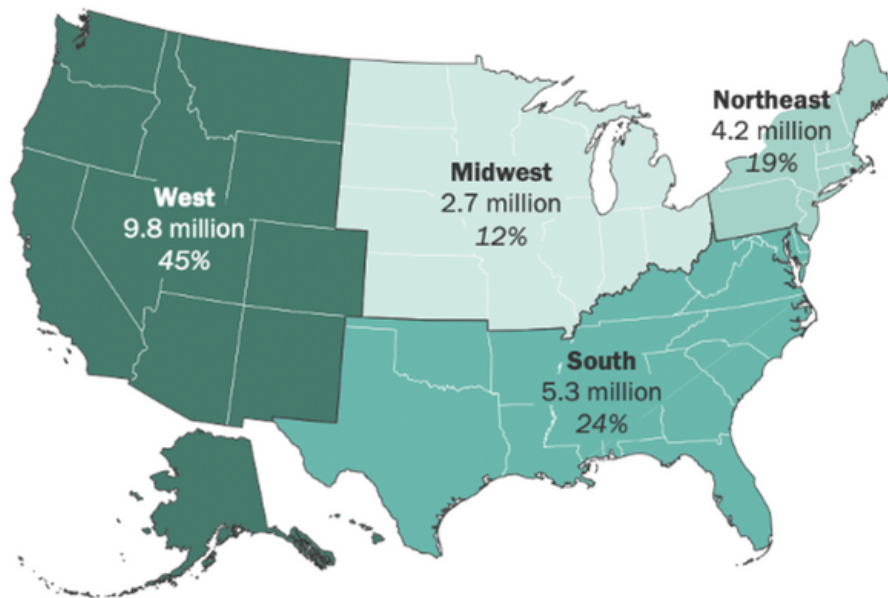 Northeast
4.2 million
19%
Midwest
2.7 million
12%
West
9.8 million
45%
South
5.3 million
24%